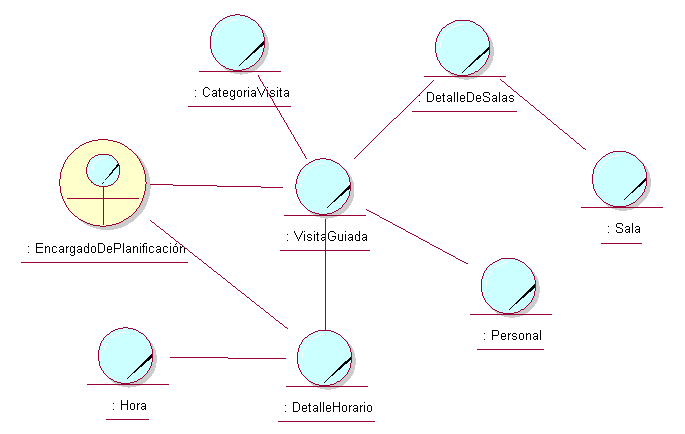 : CategoriaVisita
: DetalleDeSalas
: EncargadoDePlanificación
: VisitaGuiada
: Sala
: Personal
: Hora
: DetalleHorario